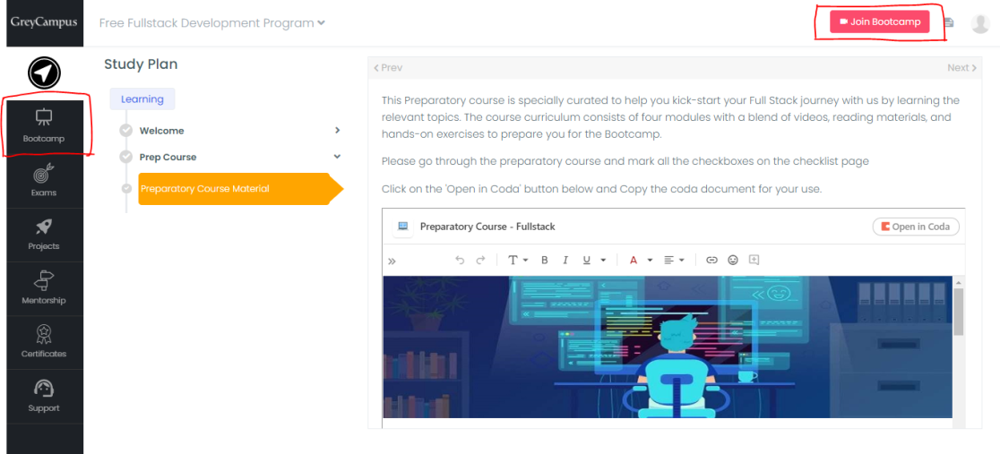 GreyCampus
Free Fullstack Development Program
Join Bootcamp
Bootcamp
Exams
Projects
Mentorship
Certificates
Support
Study Plan
Learning
Welcome
Prep Course
Preparatory Course Material
< Prev
Next >
This Preparatory course is specially curated to help you kick-start your Full Stack journey with us by learning the
relevant topics. The course curriculum consists of four modules with a blend of videos, reading materials, and
hands-on exercises to prepare you for the Bootcamp.
Please go through the preparatory course and mark all the checkboxes on the checklist page
Click on the 'Open in Coda' button below and Copy the coda document for your use.
Preparatory Course - Fullstack
Open in Coda
T B I U A